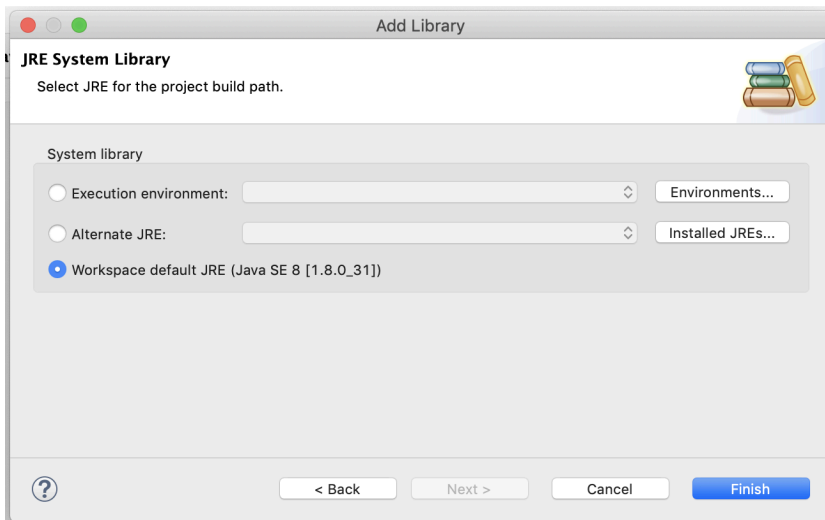 Add Library
JRE System Library
Select JRE for the project build path.
System library
Execution environment:
Environments...
Alternate JRE:
Installed JREs...
Workspace default JRE (Java SE 8 [1.8.0_31])
?
< Back
Next >
Cancel
Finish